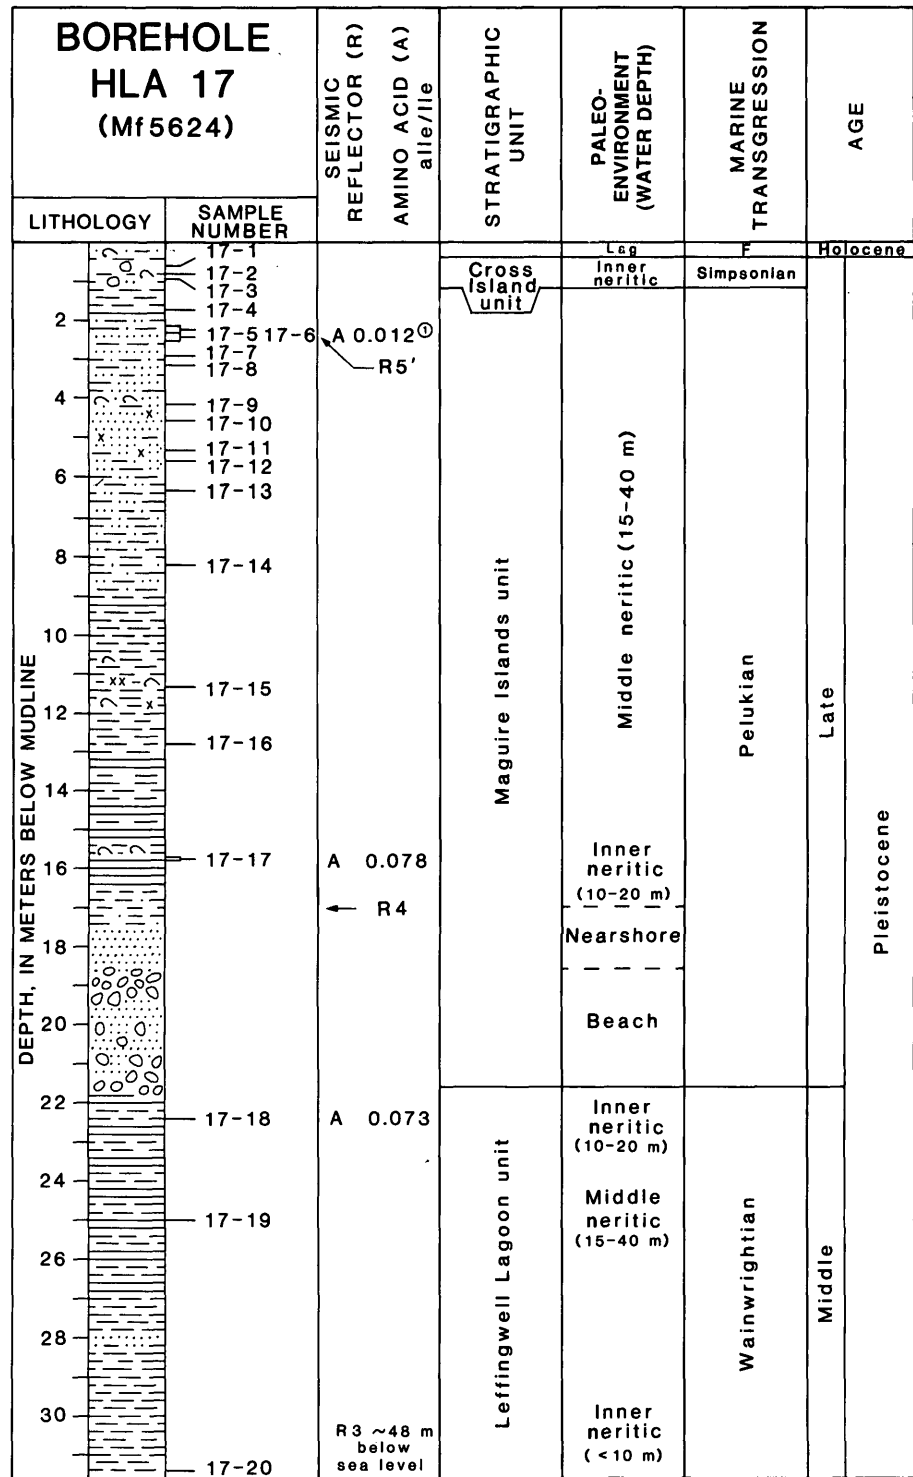 BOREHOLE
HLA 17
(Mf5624)
SEISMIC
REFLECTOR (R)
AMINO ACID (A)
aIle/Ile
STRATIGRAPHIC
UNIT
PALEO-
ENVIRONMENT
(WATER DEPTH)
MARINE
TRANSGRESSION
AGE
LITHOLOGY
SAMPLE
NUMBER
DEPTH, IN METERS BELOW MUDLINE
2
4
6
8
10
12
14
16
18
20
22
24
26
28
30
17-1
17-2
17-3
17-4
17-5 17-6
17-7
17-8
17-9
17-10
17-11
17-12
17-13
17-14
17-15
17-16
17-17
17-18
17-19
17-20
A 0.012①
R5'
A 0.078
R4
A 0.073
R3 ~48 m
below
sea level
Cross
Island
unit
Maguire Islands unit
Leffingwell Lagoon unit
Lag
Inner
neritic
Middle neritic (15-40 m)
Inner
neritic
(10-20 m)
Nearshore
Beach
Inner
neritic
(10-20 m)
Middle
neritic
(15-40 m)
Inner
neritic
(<10 m)
F
Simpsonian
Pelukian
Wainwrightian
Holocene
Late
Middle
Pleistocene